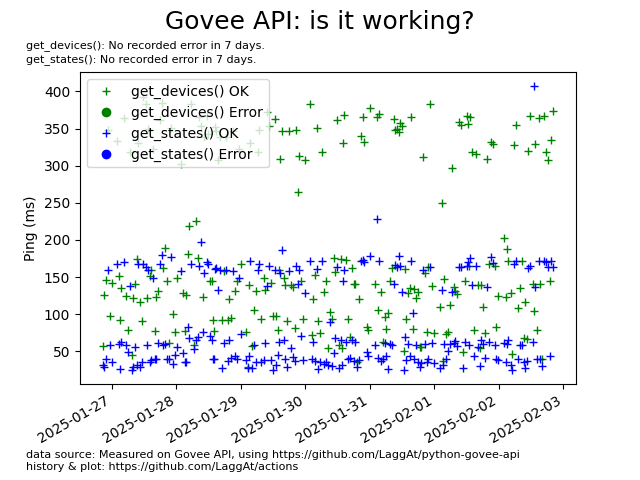 Govee API: is it working?
get_devices(): No recorded error in 7 days.
get_states(): No recorded error in 7 days.
get_devices() OK
get_devices() Error
get_states() OK
get_states() Error
Ping (ms)
400
350
300
250
200
150
100
50
2025-01-27
2025-01-28
2025-01-29
2025-01-30
2025-01-31
2025-02-01
2025-02-02
2025-02-03
data source: Measured on Govee API, using https://github.com/LaggAt/python-govee-api
history & plot: https://github.com/LaggAt/actions